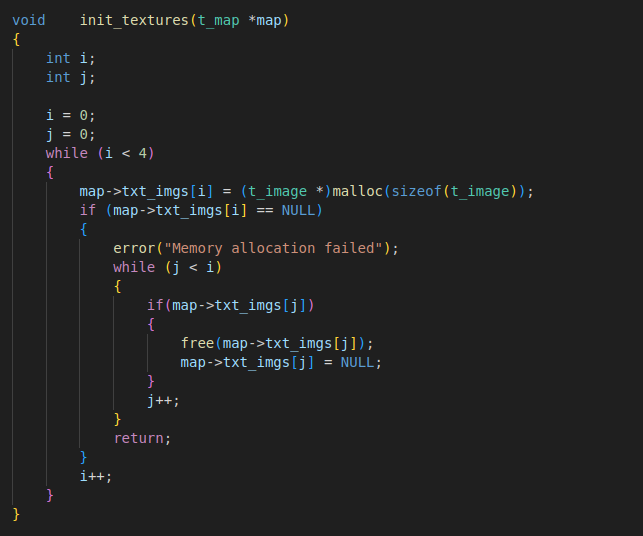 void    init_textures(t_map *map)
{
    int i;
    int j;

    i = 0;
    j = 0;
    while (i < 4)
    {
        map->txt_imgs[i] = (t_image *)malloc(sizeof(t_image));
        if (map->txt_imgs[i] == NULL)
        {
            error("Memory allocation failed");
            while (j < i)
            {
                if(map->txt_imgs[j])
                {
                    free(map->txt_imgs[j]);
                    map->txt_imgs[j] = NULL;
                }
                j++;
            }
            return;
        }
        i++;
    }
}